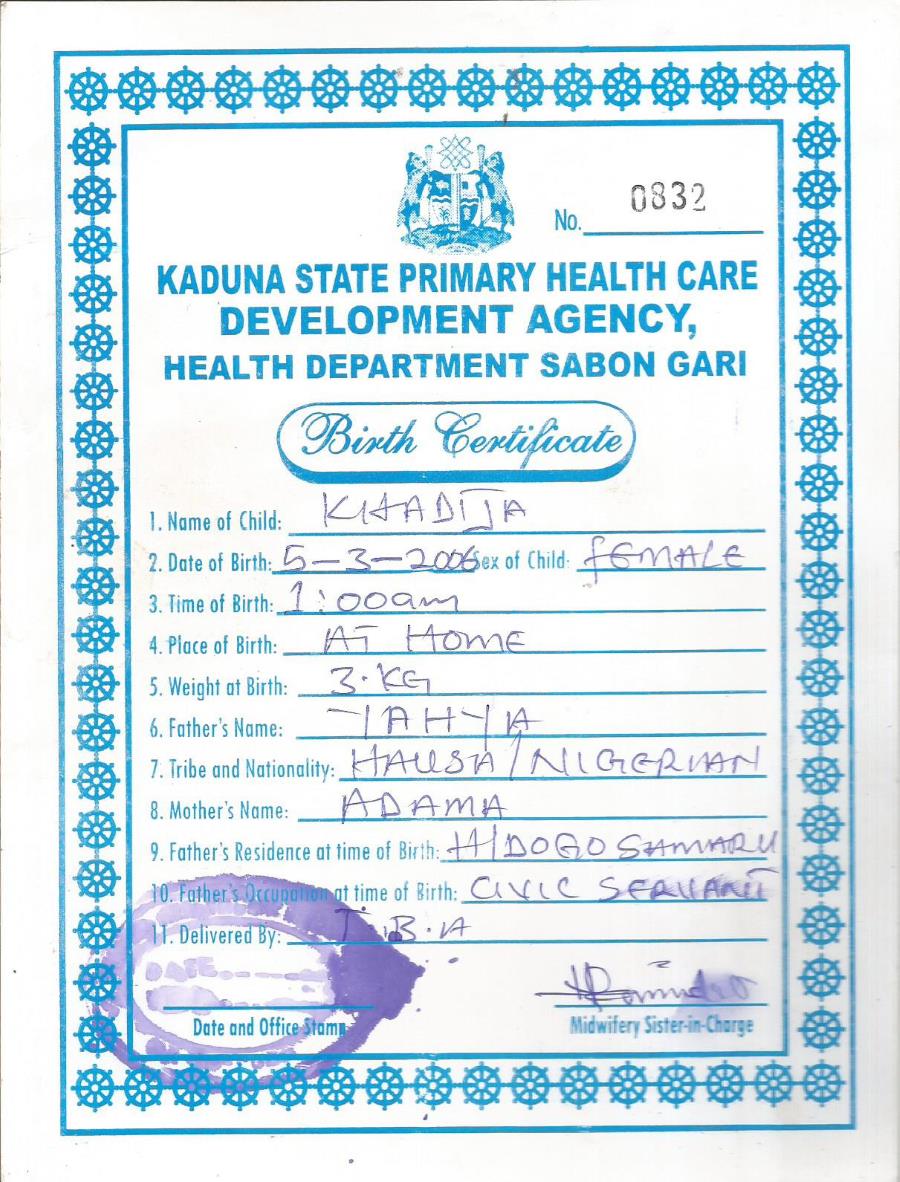 No. 0832
KADUNA STATE PRIMARY HEALTH CARE
DEVELOPMENT AGENCY,
HEALTH DEPARTMENT SABON GARI
Birth Certificate
1. Name of Child: KHADIJA
2. Date of Birth: 5-3-2006 Sex of Child: FEMALE
3. Time of Birth: 1:00am
4. Place of Birth: AT HOME
5. Weight at Birth: 3.KG
6. Father's Name: YAHYA
7. Tribe and Nationality: HAUSA/NIGERIAN
8. Mother's Name: ADAMA
9. Father's Residence at time of Birth: H/DOGO SAMARU
10. Father's Occupation at time of Birth: CIVIC SERVANT
11. Delivered By: T.B.A
DATE
Date and Office Stamp
Midwifery Sister-in-Charge